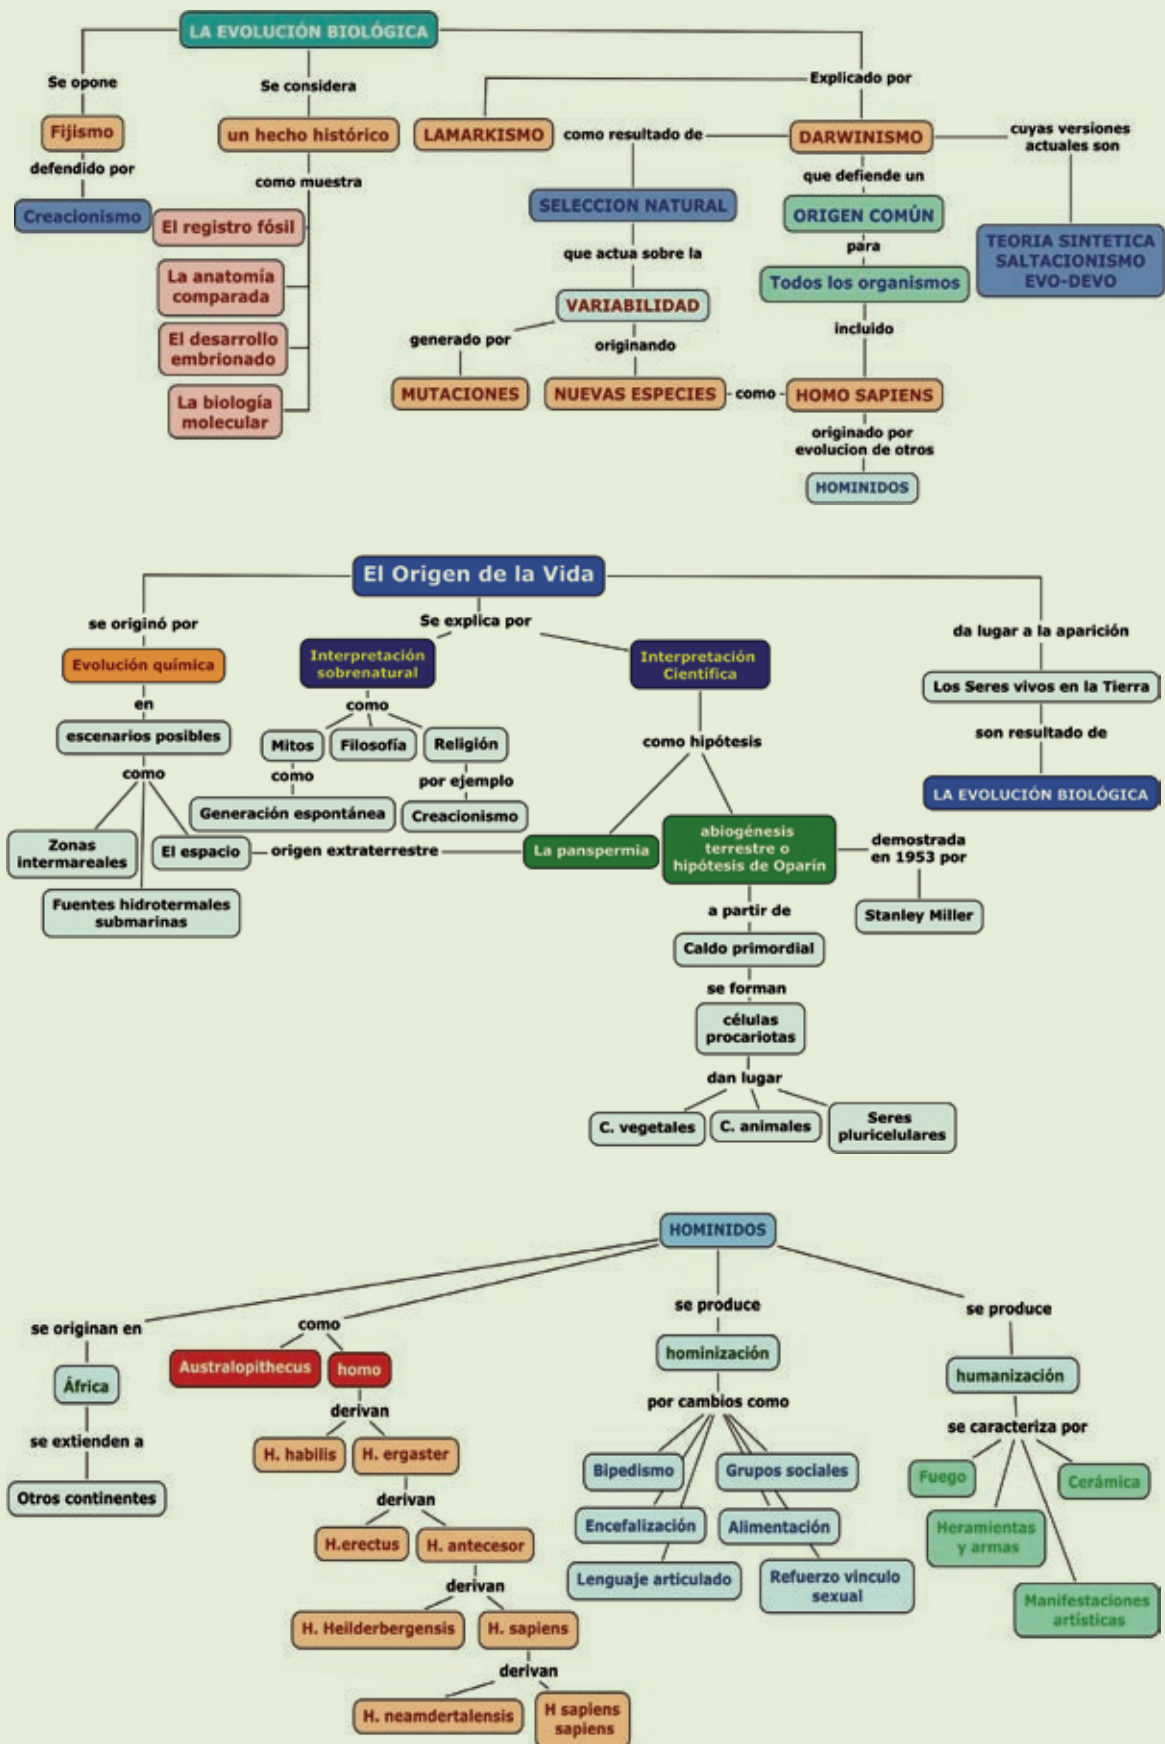 LA EVOLUCIÓN BIOLÓGICA
Se opone
Se considera
Explicado por
Fijismo
un hecho histórico
LAMARKISMO
como resultado de
DARWINISMO
cuyas versiones
actuales son
defendido por
como muestra
que defiende un
Creacionismo
El registro fósil
SELECCION NATURAL
ORIGEN COMÚN
TEORIA SINTETICA
SALTACIONISMO
EVO-DEVO
que actua sobre la
para
La anatomía
comparada
Todos los organismos
VARIABILIDAD
El desarrollo
embrionado
generado por
originando
incluido
La biología
molecular
MUTACIONES
NUEVAS ESPECIES
como
HOMO SAPIENS
originado por
evolucion de otros
HOMINIDOS
El Origen de la Vida
se originó por
Se explica por
da lugar a la aparición
Evolución química
Interpretación
sobrenatural
Interpretación
Científica
Los Seres vivos en la Tierra
en
como
escenarios posibles
Mitos
Filosofía
Religión
como hipótesis
son resultado de
como
como
por ejemplo
LA EVOLUCIÓN BIOLÓGICA
Generación espontánea
Creacionismo
Zonas
intermareales
El espacio
origen extraterrestre
La panspermia
abiogénesis
terrestre o
hipótesis de Oparín
demostrada
en 1953 por
Fuentes hidrotermales
submarinas
a partir de
Stanley Miller
Caldo primordial
se forman
células
procariotas
dan lugar
C. vegetales
C. animales
Seres
pluricelulares
HOMINIDOS
se originan en
como
se produce
se produce
África
Australopithecus
homo
hominización
humanización
derivan
por cambios como
se caracteriza por
se extienden a
H. habilis
H. ergaster
Bipedismo
Grupos sociales
Fuego
Cerámica
Otros continentes
derivan
Encefalización
Alimentación
Heramientas
y armas
H.erectus
H. antecesor
derivan
Lenguaje articulado
Refuerzo vinculo
sexual
Manifestaciones
artísticas
H. Heilderbergensis
H. sapiens
derivan
H. neamdertalensis
H sapiens
sapiens